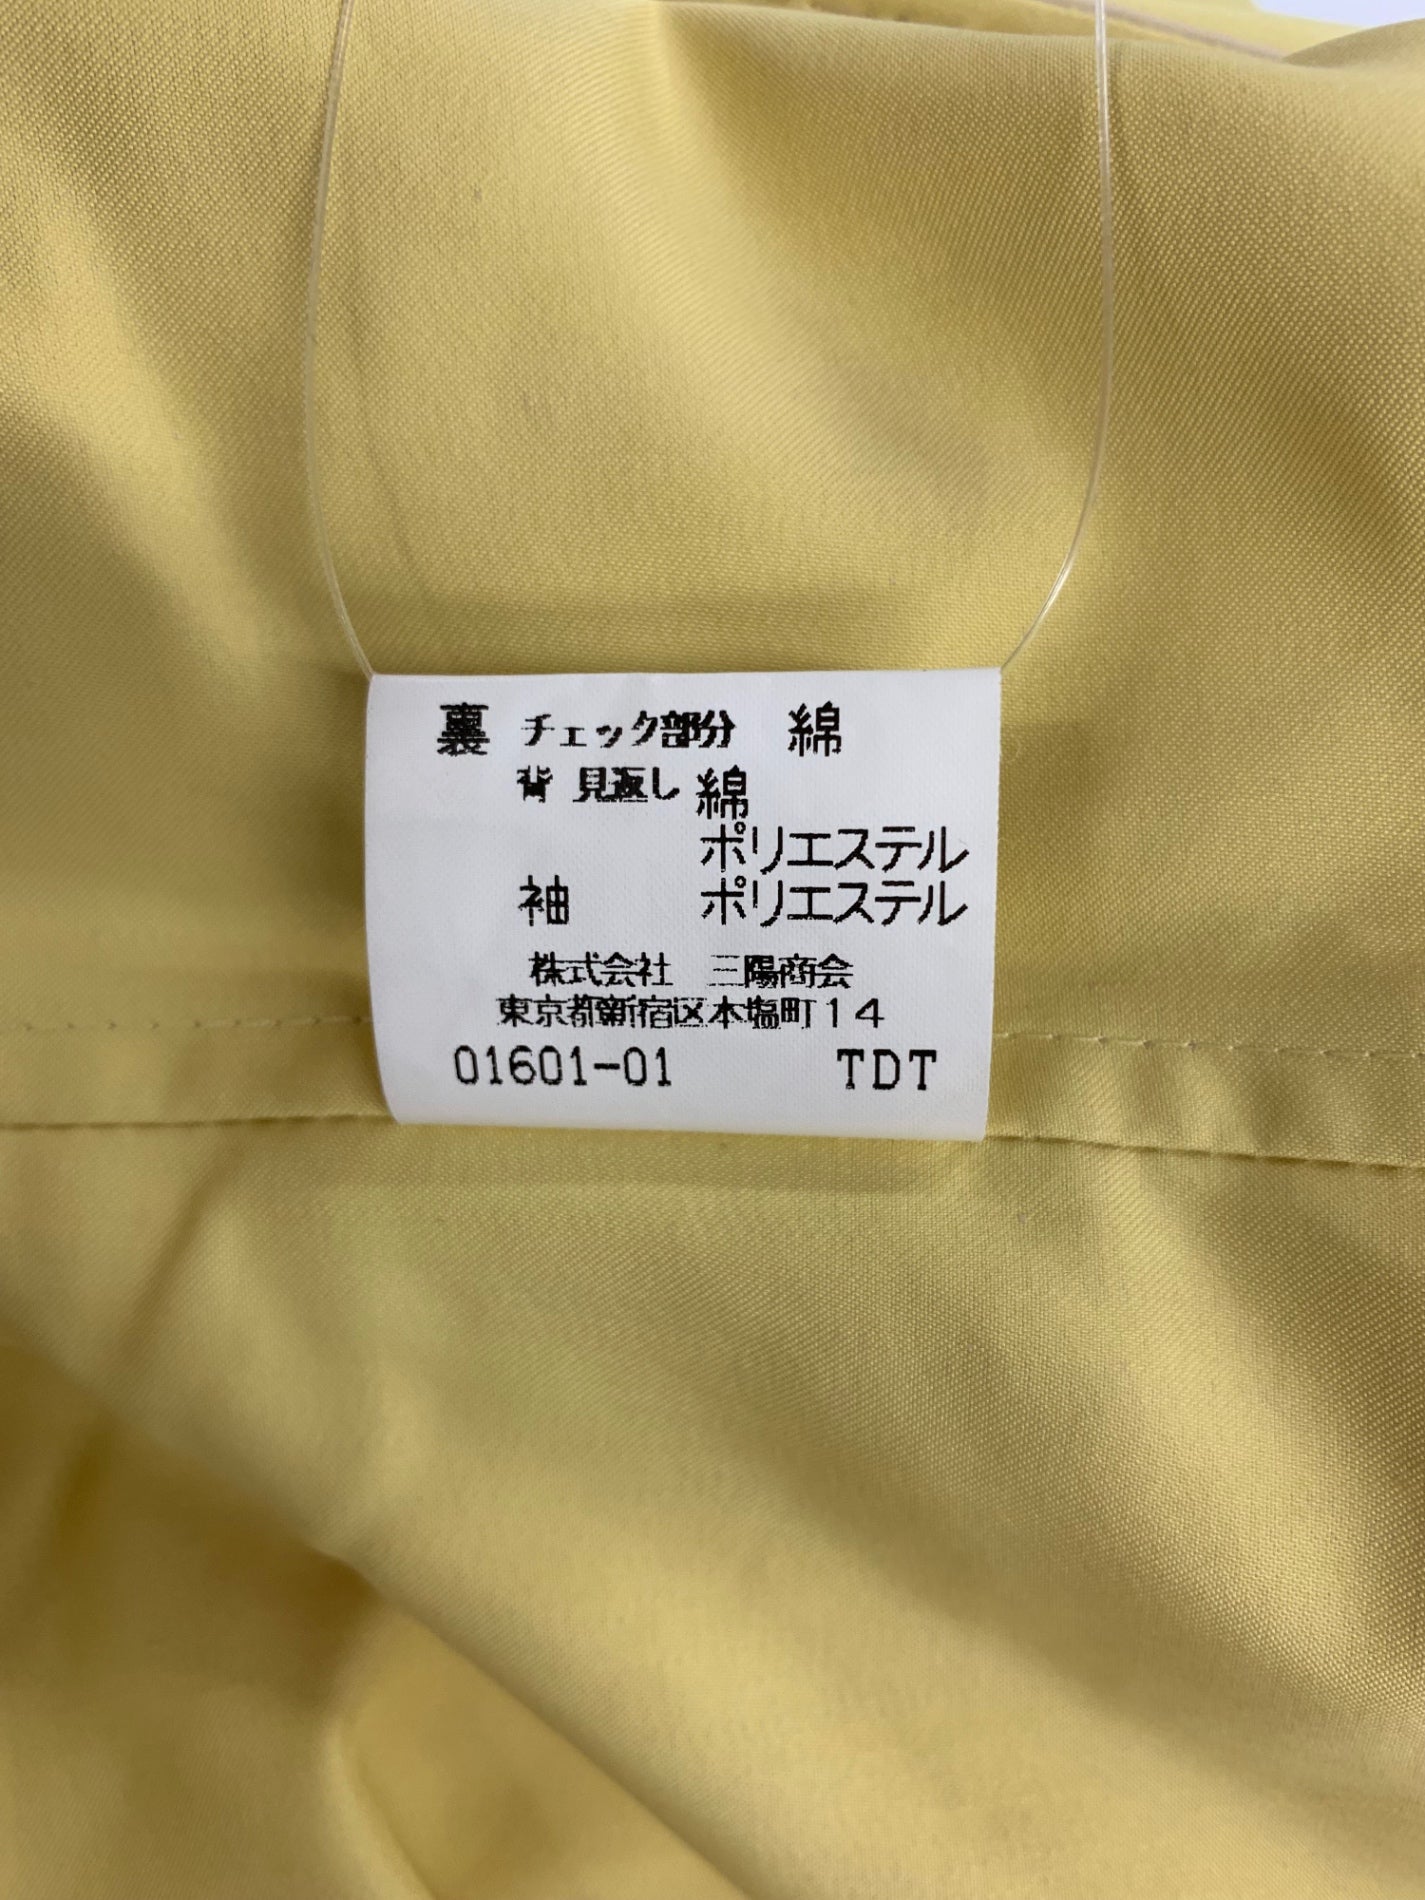 裏 チェック部分 綿
背 見返し 綿
ポリエステル
袖 ポリエステル
株式会社 三陽商会
東京都新宿区本塩町14
01601-01 TDT